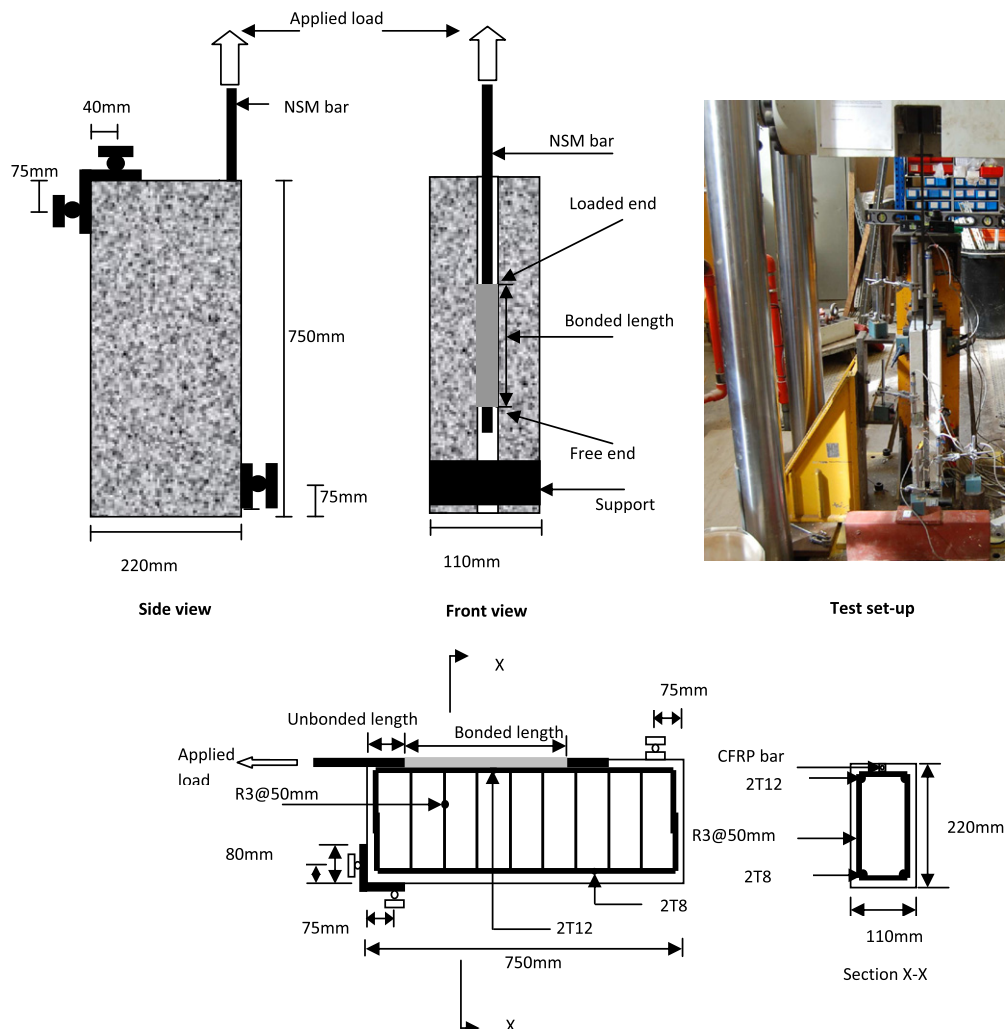 Applied load
NSM bar
40mm
75mm
750mm
75mm
220mm
Side view
NSM bar
Loaded end
Bonded length
Free end
Support
110mm
Front view
Test set-up
X
75mm
Unbonded length
Bonded length
Applied
load
R3@50mm
80mm
75mm
2T8
2T12
750mm
X
CFRP bar
2T12
R3@50mm
2T8
220mm
110mm
Section X-X